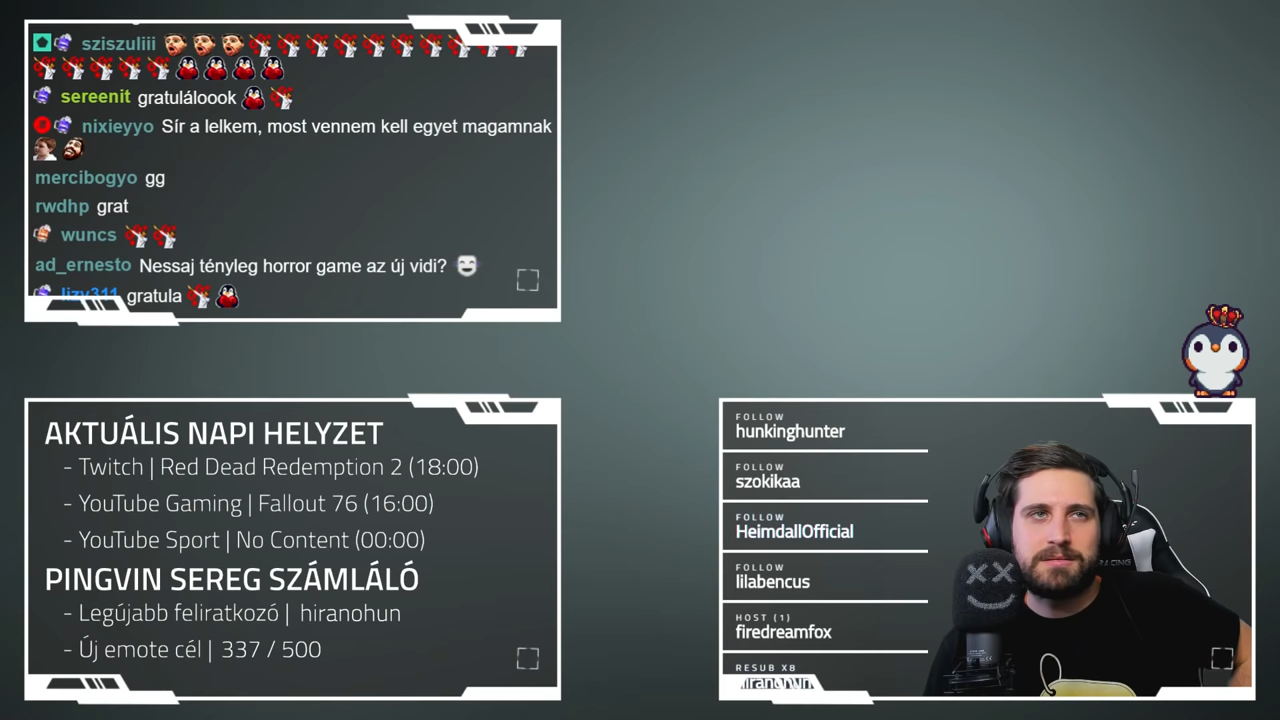 sziszuliii
sereenit gratuláloook
nixieyyo Sír a lelkem, most vennem kell egyet magamnak
mercibogyo gg
rwdhp grat
wuncs
ad_ernesto Nessaj tényleg horror game az új vidi?
lizy311 gratula
AKTUÁLIS NAPI HELYZET
- Twitch | Red Dead Redemption 2 (18:00)
- YouTube Gaming | Fallout 76 (16:00)
- YouTube Sport | No Content (00:00)
PINGVIN SEREG SZÁMLÁLÓ
- Legújabb feliratkozó | hiranohun
- Új emote cél | 337 / 500
FOLLOW
hunkinghunter
FOLLOW
szokikaa
FOLLOW
HeimdallOfficial
FOLLOW
lilabencus
HOST (1)
firedreamfox
RESUB X8
hiranohun